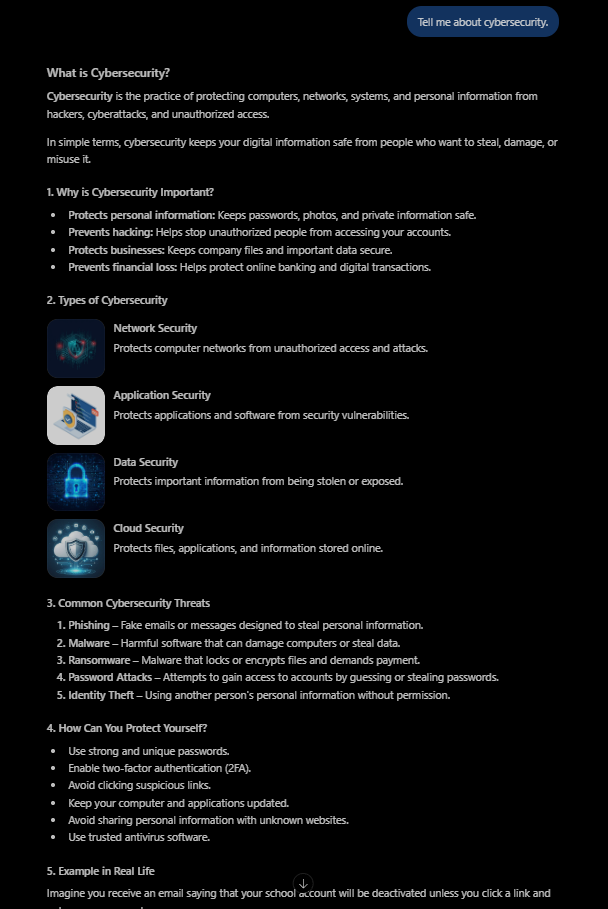 Tell me about cybersecurity.
What is Cybersecurity?
Cybersecurity is the practice of protecting computers, networks, systems, and personal information from
hackers, cyberattacks, and unauthorized access.
In simple terms, cybersecurity keeps your digital information safe from people who want to steal, damage, or
misuse it.
1. Why is Cybersecurity Important?
• Protects personal information: Keeps passwords, photos, and private information safe.
• Prevents hacking: Helps stop unauthorized people from accessing your accounts.
• Protects businesses: Keeps company files and important data secure.
• Prevents financial loss: Helps protect online banking and digital transactions.
2. Types of Cybersecurity
Network Security
Protects computer networks from unauthorized access and attacks.
Application Security
Protects applications and software from security vulnerabilities.
Data Security
Protects important information from being stolen or exposed.
Cloud Security
Protects files, applications, and information stored online.
3. Common Cybersecurity Threats
1. Phishing – Fake emails or messages designed to steal personal information.
2. Malware – Harmful software that can damage computers or steal data.
3. Ransomware – Malware that locks or encrypts files and demands payment.
4. Password Attacks – Attempts to gain access to accounts by guessing or stealing passwords.
5. Identity Theft – Using another person's personal information without permission.
4. How Can You Protect Yourself?
• Use strong and unique passwords.
• Enable two-factor authentication (2FA).
• Avoid clicking suspicious links.
• Keep your computer and applications updated.
• Avoid sharing personal information with unknown websites.
• Use trusted antivirus software.
5. Example in Real Life
Imagine you receive an email saying that your school account will be deactivated unless you click a link and